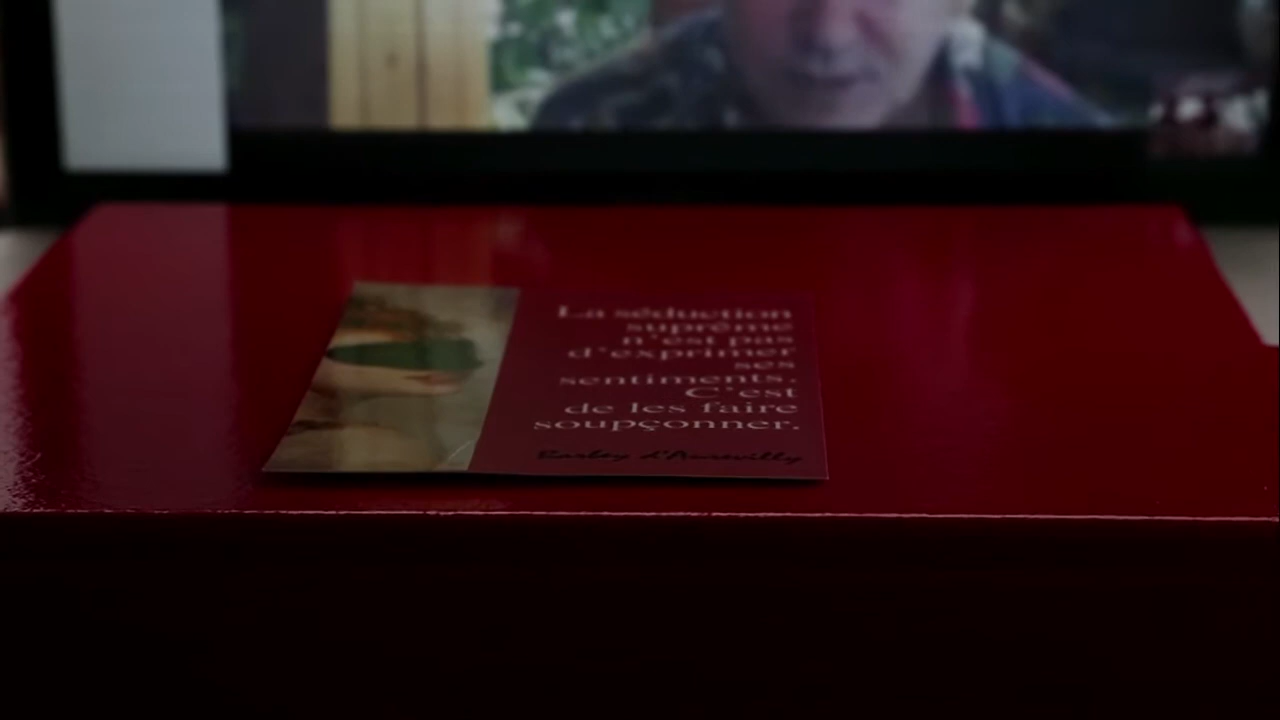 La séduction
suprême
n'est pas
d'exprimer
ses
sentiments.
C'est
de les faire
soupçonner.
Barbey d'Aurevilly